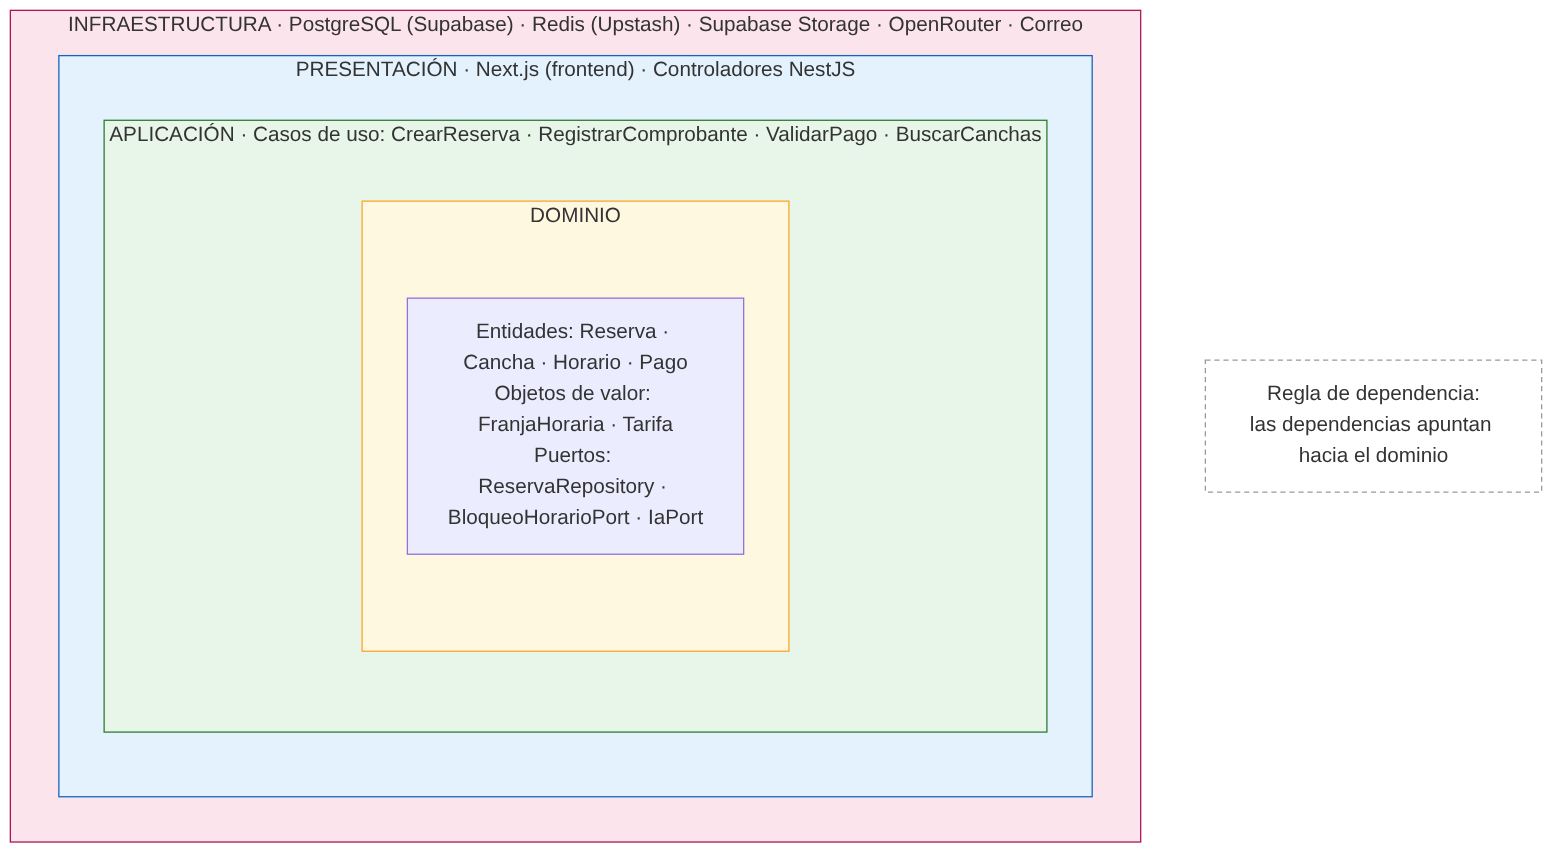 INFRAESTRUCTURA · PostgreSQL (Supabase) · Redis (Upstash) · Supabase Storage · OpenRouter · Correo
PRESENTACIÓN · Next.js (frontend) · Controladores NestJS
APLICACIÓN · Casos de uso: CrearReserva · RegistrarComprobante · ValidarPago · BuscarCanchas
DOMINIO
Entidades: Reserva ·
Cancha · Horario · Pago
Objetos de valor:
FranjaHoraria · Tarifa
Puertos:
ReservaRepository ·
BloqueoHorarioPort · IaPort
Regla de dependencia:
las dependencias apuntan
hacia el dominio